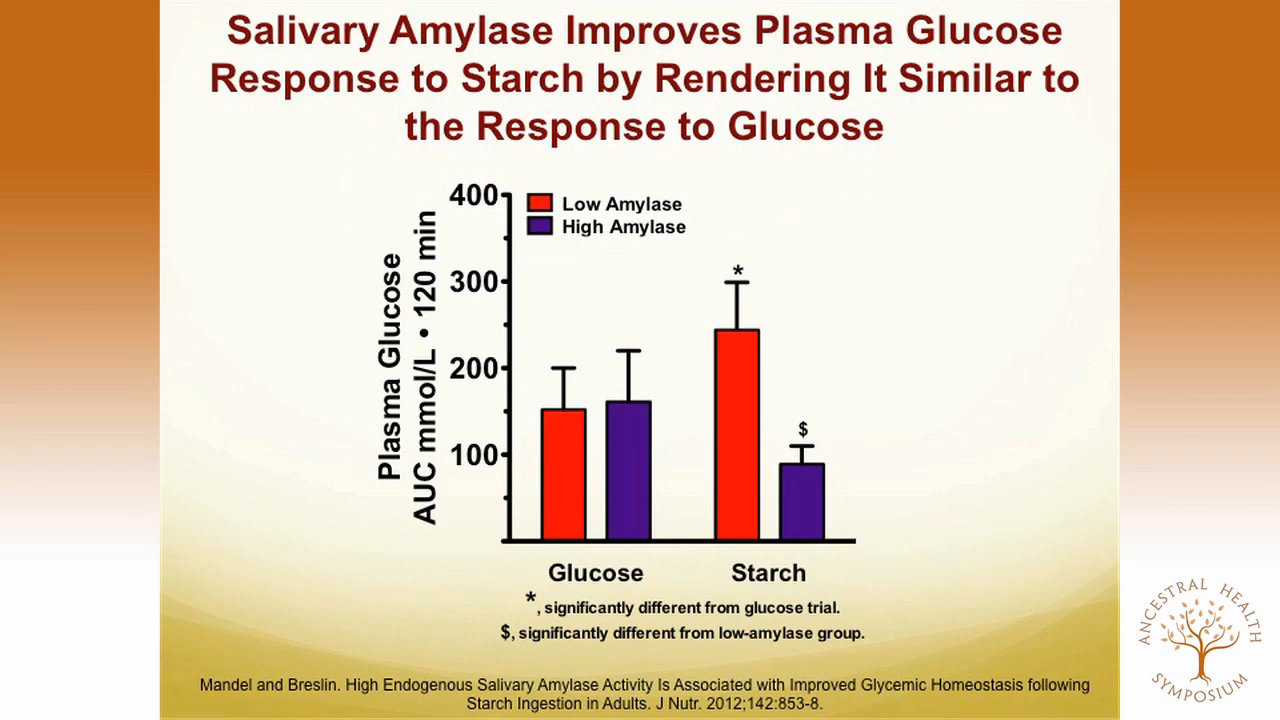 Salivary Amylase Improves Plasma Glucose
Response to Starch by Rendering It Similar to
the Response to Glucose
400
300
200
100
Plasma Glucose
AUC mmol/L • 120 min
Low Amylase
High Amylase
*
$
Glucose
Starch
*, significantly different from glucose trial.
$, significantly different from low-amylase group.
Mandel and Breslin. High Endogenous Salivary Amylase Activity Is Associated with Improved Glycemic Homeostasis following
Starch Ingestion in Adults. J Nutr. 2012;142:853-8.
ANCESTRAL HEALTH
SYMPOSIUM